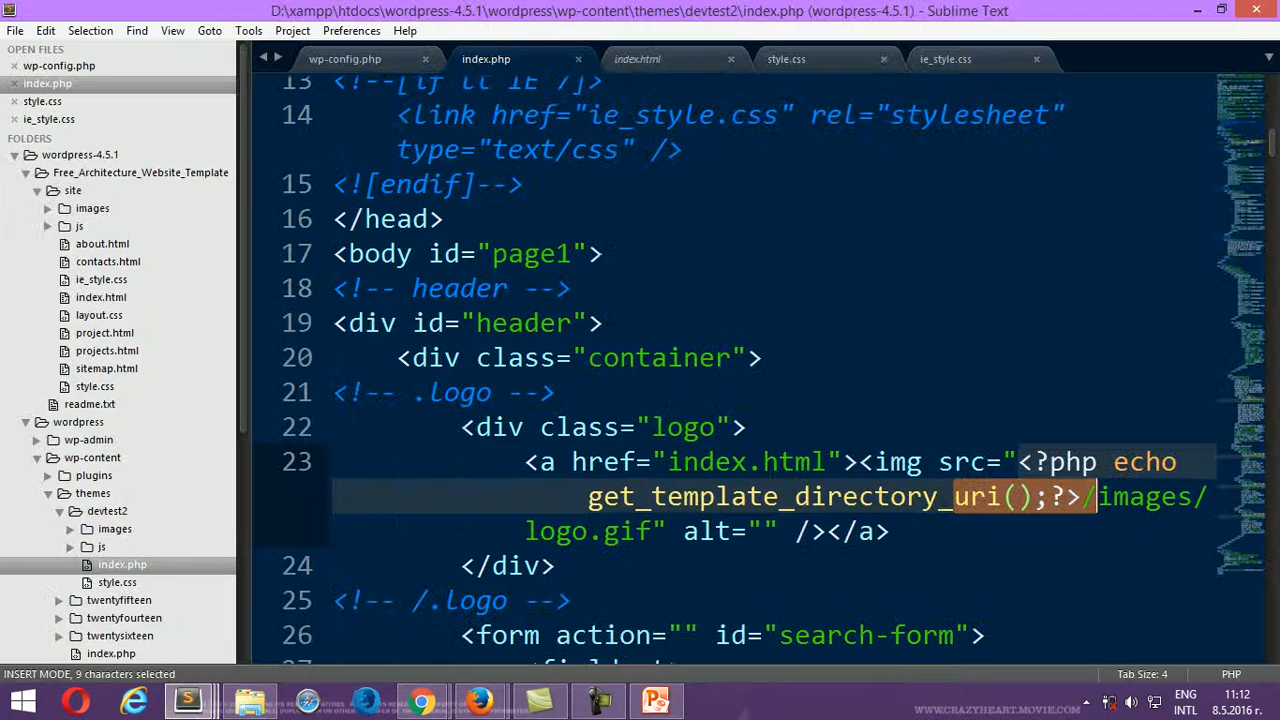 D:\xampp\htdocs\wordpress-4.5.1\wordpress\wp-content\themes\devtest2\index.php (wordpress-4.5.1) - Sublime Text
File Edit Selection Find View Goto Tools Project Preferences Help
OPEN FILES
wp-config.php
index.php
style.css
ie_style.css
FOLDERS
wordpress-4.5.1
Free_Architecture_Website_Template
site
images
js
about.html
contacts.html
ie_style.css
index.html
layout.css
project.html
projects.html
sitemap.html
style.css
readme.txt
wordpress
wp-admin
wp-content
plugins
themes
devtest2
images
js
index.php
style.css
twentyfifteen
twentyfourteen
twentysixteen
index.php
wp-config.php index.php index.html style.css ie_style.css
13 <!--[if lt IE 7]>
14 <link href="ie_style.css" rel="stylesheet"
type="text/css" />
15 <![endif]-->
16 </head>
17 <body id="page1">
18 <!-- header -->
19 <div id="header">
20 <div class="container">
21 <!-- .logo -->
22 <div class="logo">
23 <a href="index.html"><img src="<?php echo
get_template_directory_uri();?>/images/
logo.gif" alt="" /></a>
24 </div>
25 <!-- /.logo -->
26 <form action="" id="search-form">
27 <fieldset>
INSERT MODE, 9 characters selected Tab Size: 4 PHP
WWW.CRAZYHEART.MOVIE.COM
ENG 11:12
INTL 8.5.2016 г.